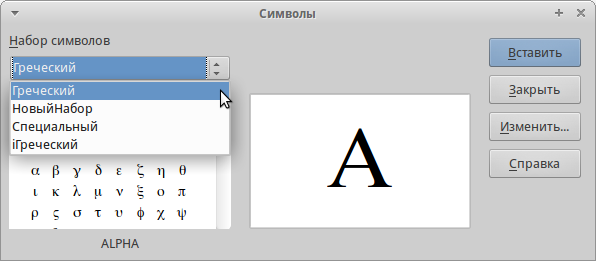 Символы
Набор символов
Греческий
Греческий
НовыйНабор
Специальный
iГреческий
α β γ δ ε ζ η θ
ι κ λ μ ν ξ ο π
ρ ς σ τ υ φ χ ψ
ALPHA
Α
Вставить
Закрыть
Изменить...
Справка